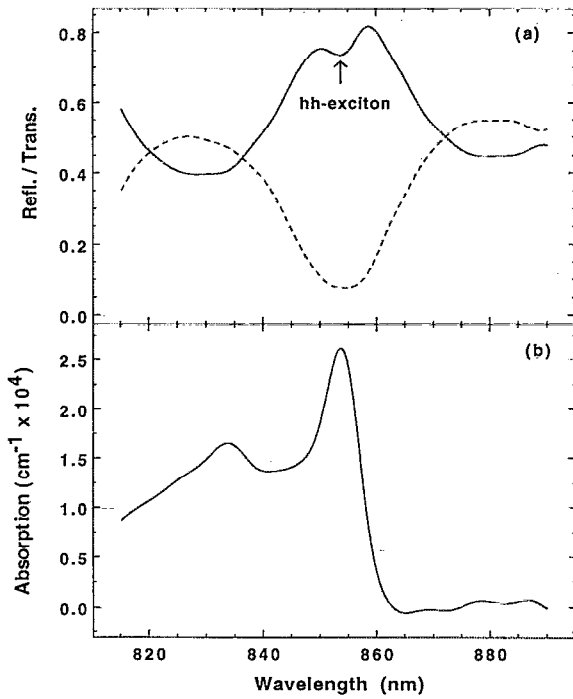 (a)
0.8
0.6
0.4
0.2
0.0
Refl./Trans.
hh-exciton
(b)
2.5
2.0
1.5
1.0
0.5
0.0
Absorption (cm⁻¹ x 10⁴)
820
840
860
880
Wavelength (nm)